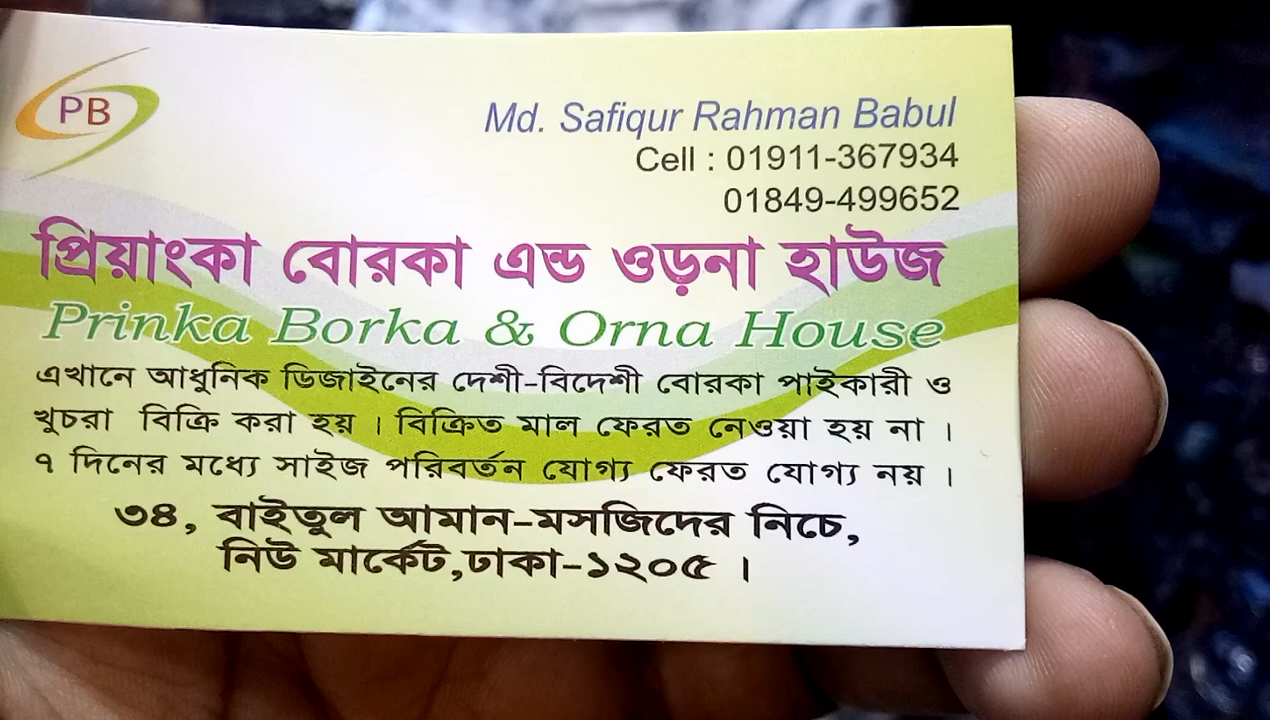 PB
Md. Safiqur Rahman Babul
Cell : 01911-367934
01849-499652
প্রিয়াংকা বোরকা এন্ড ওড়না হাউজ
Prinka Borka & Orna House
এখানে আধুনিক ডিজাইনের দেশী-বিদেশী বোরকা পাইকারী ও
খুচরা বিক্রি করা হয় । বিক্রিত মাল ফেরত নেওয়া হয় না ।
৭ দিনের মধ্যে সাইজ পরিবর্তন যোগ্য ফেরত যোগ্য নয় ।
৩৪, বাইতুল আমান-মসজিদের নিচে,
নিউ মার্কেট,ঢাকা-১২০৫ ।